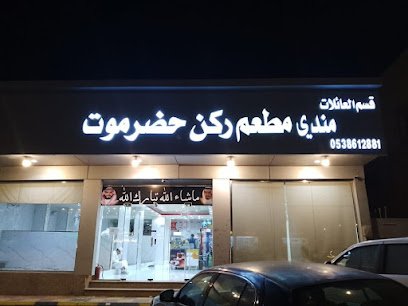 قسم العائلات
مندي مطعم ركن حضرموت
0538612881
ماشاء الله تبارك الله